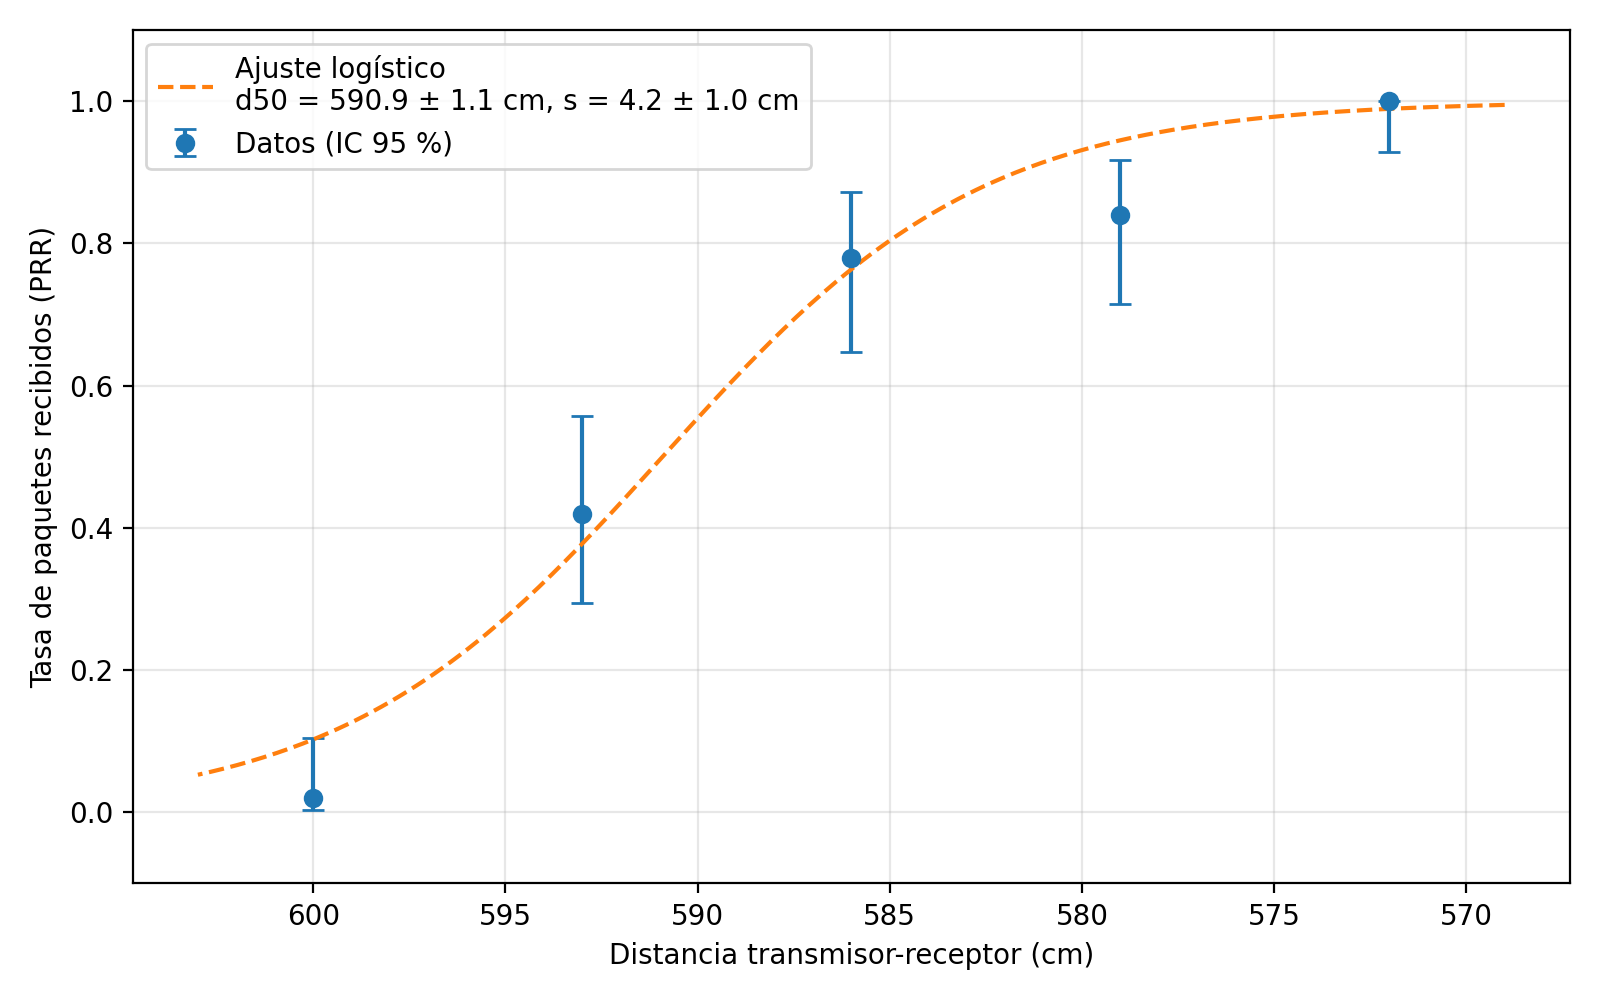 Ajuste logístico
d50 = 590.9 ± 1.1 cm, s = 4.2 ± 1.0 cm
Datos (IC 95 %)
Tasa de paquetes recibidos (PRR)
1.0
0.8
0.6
0.4
0.2
0.0
600 595 590 585 580 575 570
Distancia transmisor-receptor (cm)